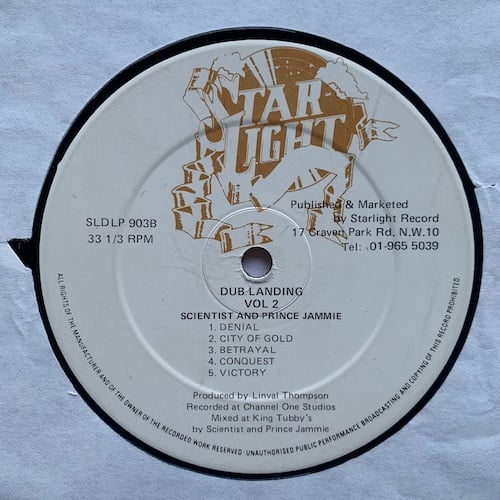 STAR
LIGHT
Published & Marketed
by Starlight Record
17 Craven Park Rd, N.W.10
Tel: 01-965 5039
SLDLP 903B
33 1/3 RPM
DUB LANDING
VOL 2
SCIENTIST AND PRINCE JAMMIE
1. DENIAL
2. CITY OF GOLD
3. BETRAYAL
4. CONQUEST
5. VICTORY
Produced by Linval Thompson
Recorded at Channel One Studios
Mixed at King Tubby's
by Scientist and Prince Jammie
ALL RIGHTS OF THE MANUFACTURER AND OF THE OWNER OF THE RECORDED WORK RESERVED · UNAUTHORISED PUBLIC PERFORMANCE BROADCASTING AND COPYING OF THIS RECORD PROHIBITED.